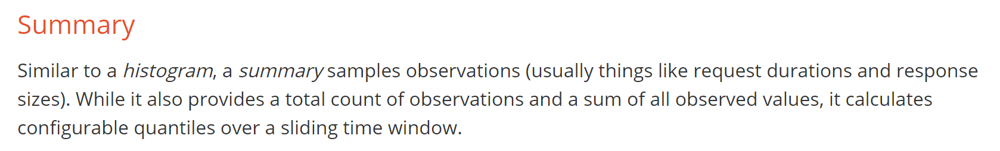 Summary
Similar to a histogram, a summary samples observations (usually things like request durations and response
sizes). While it also provides a total count of observations and a sum of all observed values, it calculates
configurable quantiles over a sliding time window.